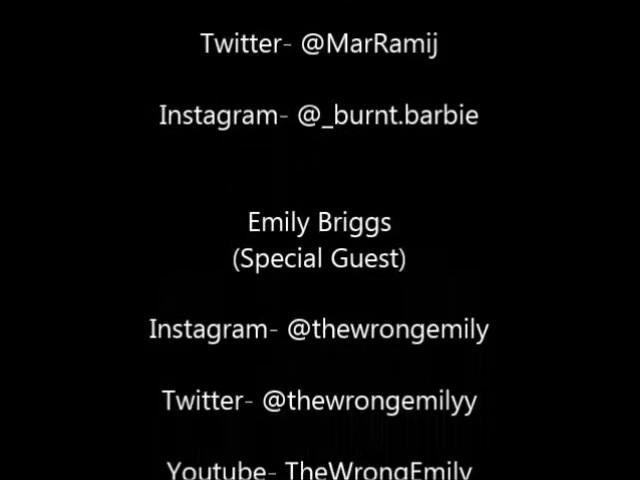 Twitter- @MarRamij
Instagram- @_burnt.barbie
Emily Briggs
(Special Guest)
Instagram- @thewrongemily
Twitter- @thewrongemilyy
Youtube- TheWrongEmily